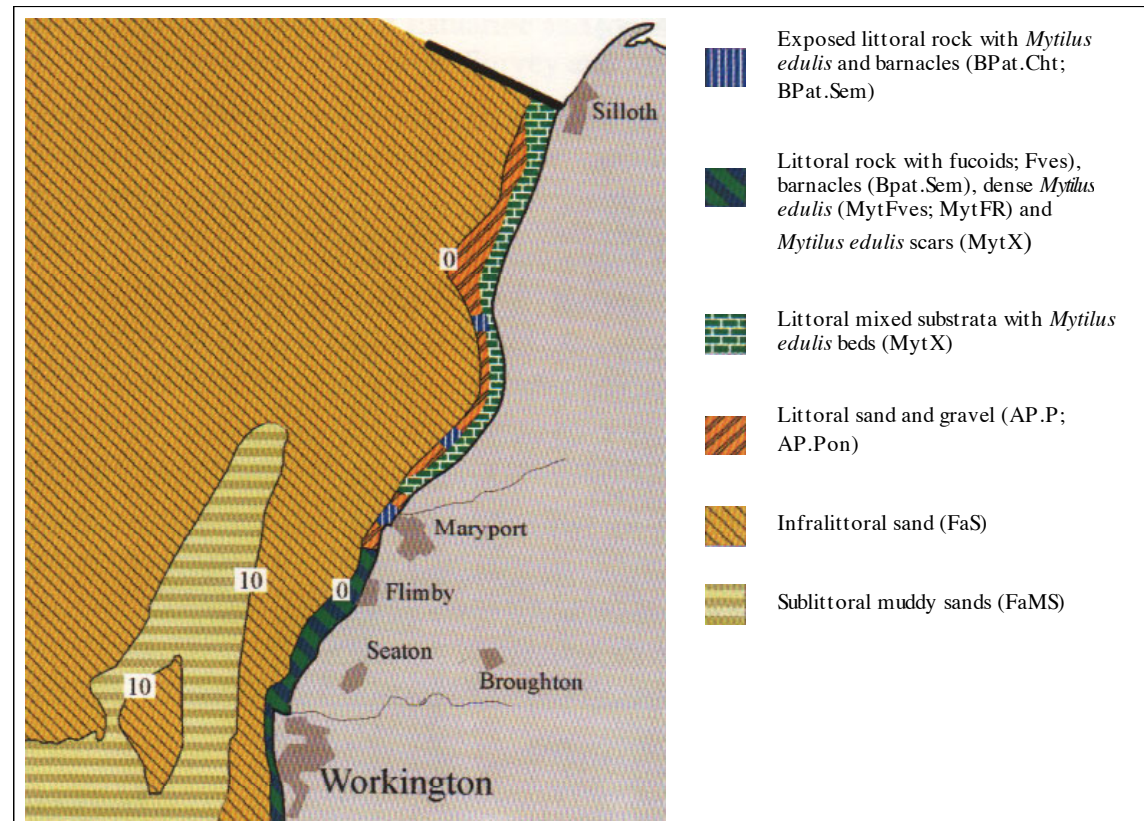 Silloth
0
Maryport
10
0
Flimby
Seaton
Broughton
10
Workington
Exposed littoral rock with Mytilus
edulis and barnacles (BPat.Cht;
BPat.Sem)
Littoral rock with fucoids; Fves),
barnacles (Bpat.Sem), dense Mytilus
edulis (MytFves; MytFR) and
Mytilus edulis scars (MytX)
Littoral mixed substrata with Mytilus
edulis beds (MytX)
Littoral sand and gravel (AP.P;
AP.Pon)
Infralittoral sand (FaS)
Sublittoral muddy sands (FaMS)